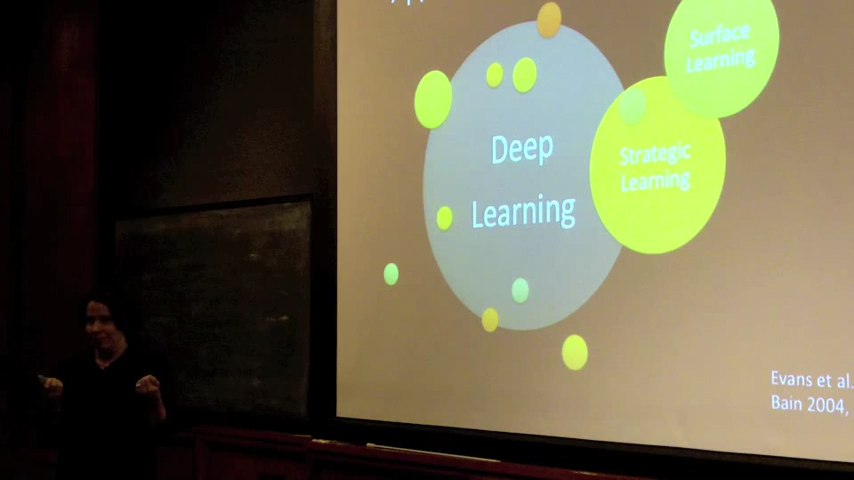 Surface
Learning
Deep
Learning
Strategic
Learning
Evans et al.
Bain 2004,